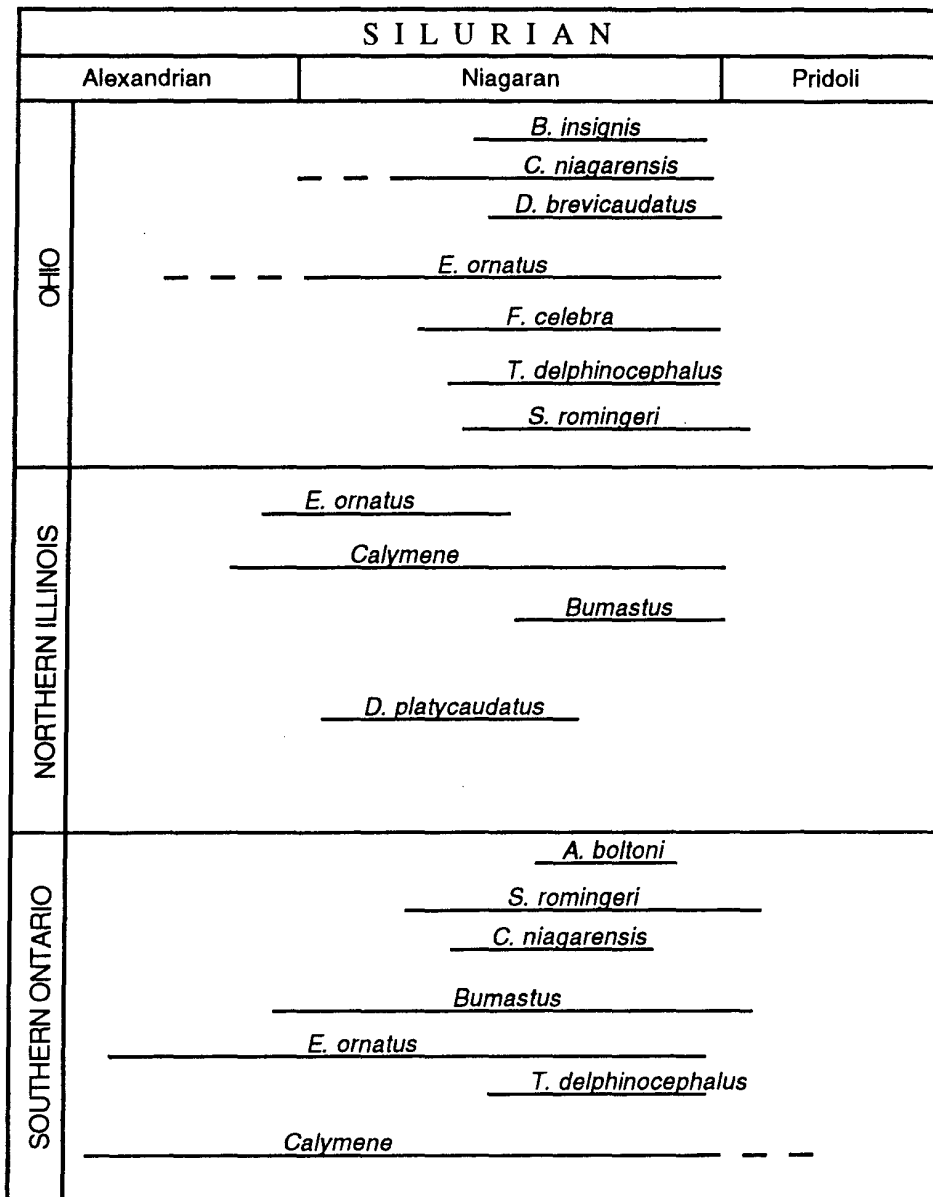 SILURIAN
Alexandrian Niagaran Pridoli
OHIO
B. insignis
C. niagarensis
D. brevicaudatus
E. ornatus
F. celebra
T. delphinocephalus
S. romingeri
NORTHERN ILLINOIS
E. ornatus
Calymene
Bumastus
D. platycaudatus
SOUTHERN ONTARIO
A. boltoni
S. romingeri
C. niagarensis
Bumastus
E. ornatus
T. delphinocephalus
Calymene